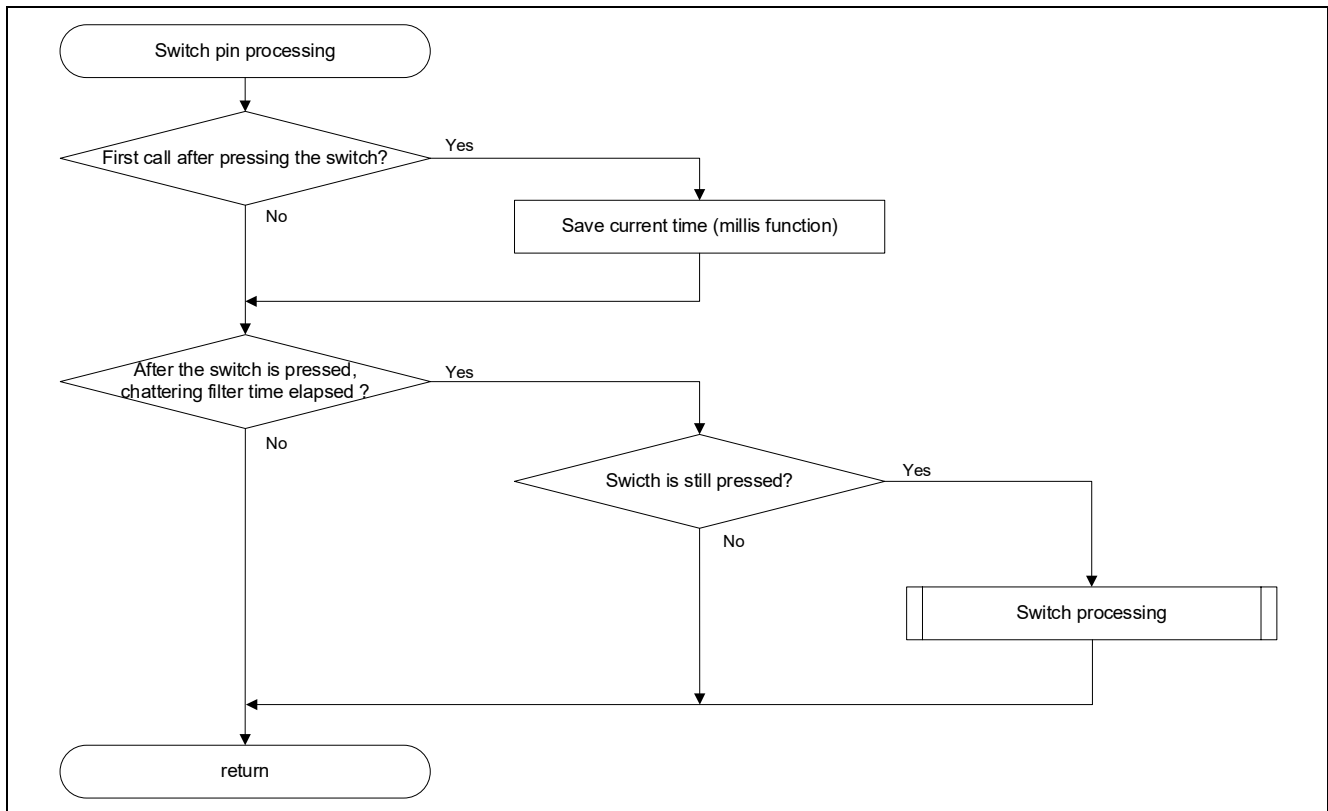 Switch pin processing
First call after pressing the switch?
Yes
No
Save current time (millis function)
After the switch is pressed,
chattering filter time elapsed ?
Yes
No
Swicth is still pressed?
Yes
No
Switch processing
return